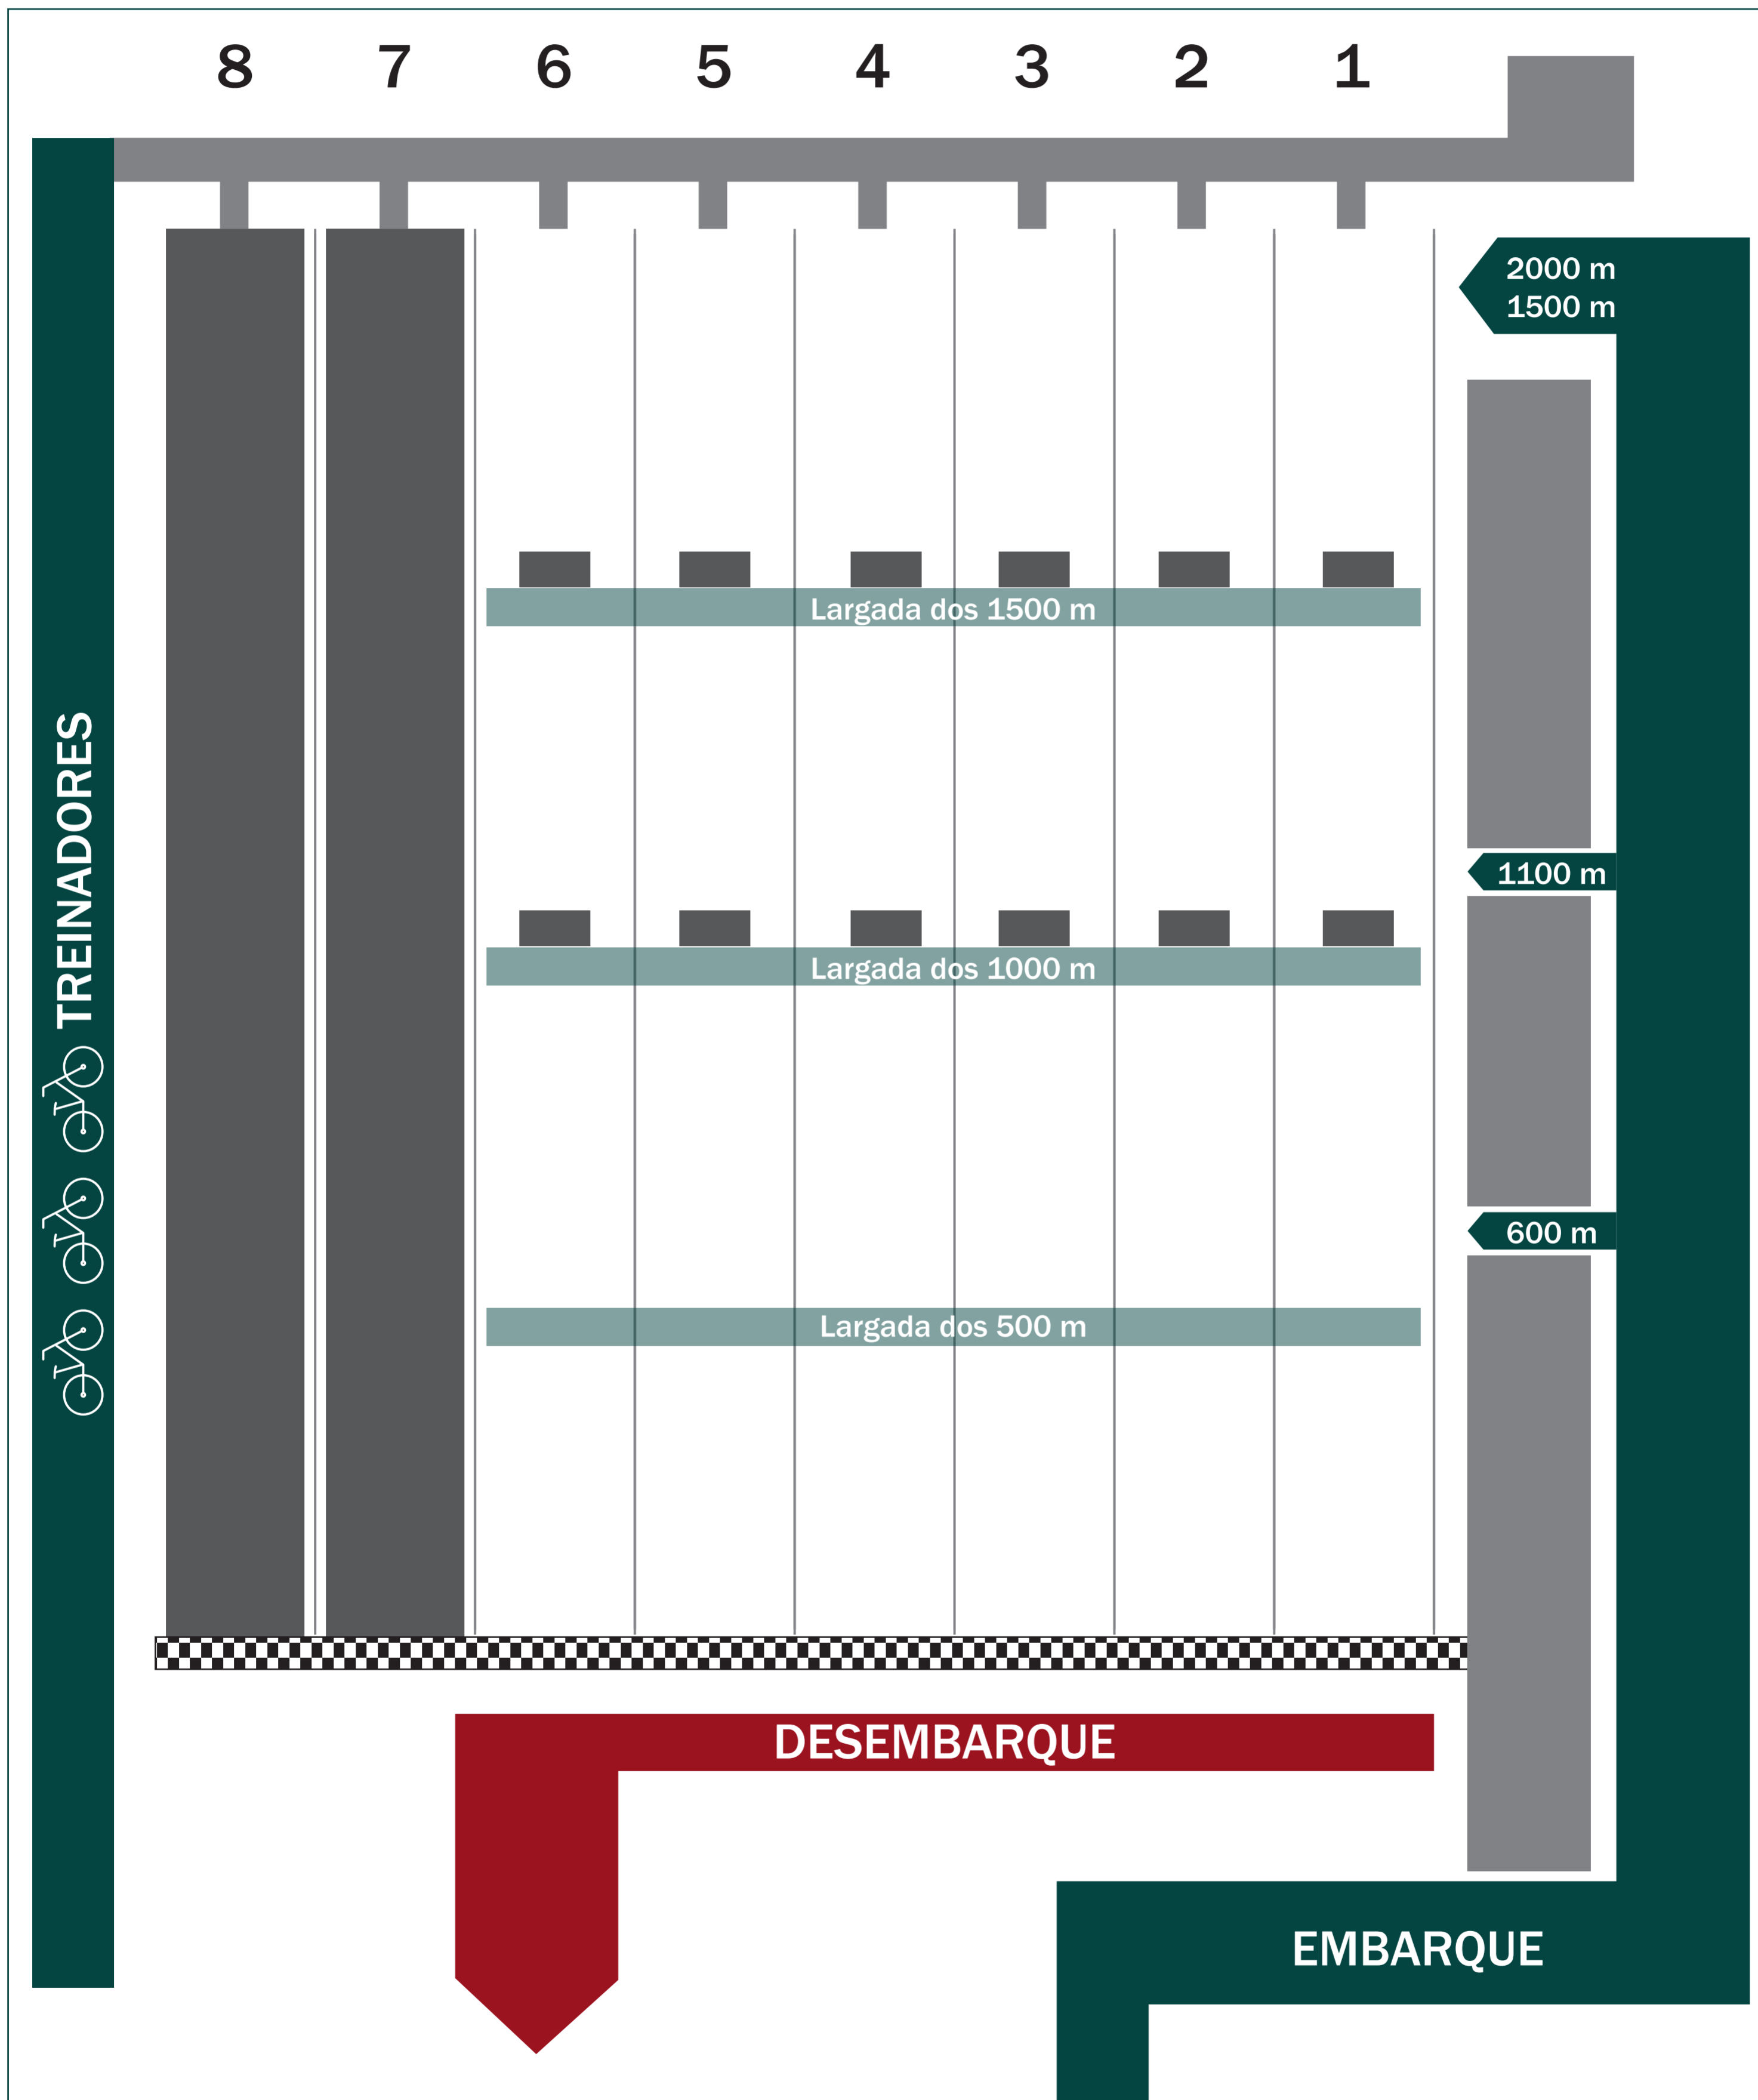 8 7 6 5 4 3 2 1
2000 m
1500 m
Largada dos 1500 m
TREINADORES
1100 m
Largada dos 1000 m
600 m
Largada dos 500 m
DESEMBARQUE
EMBARQUE